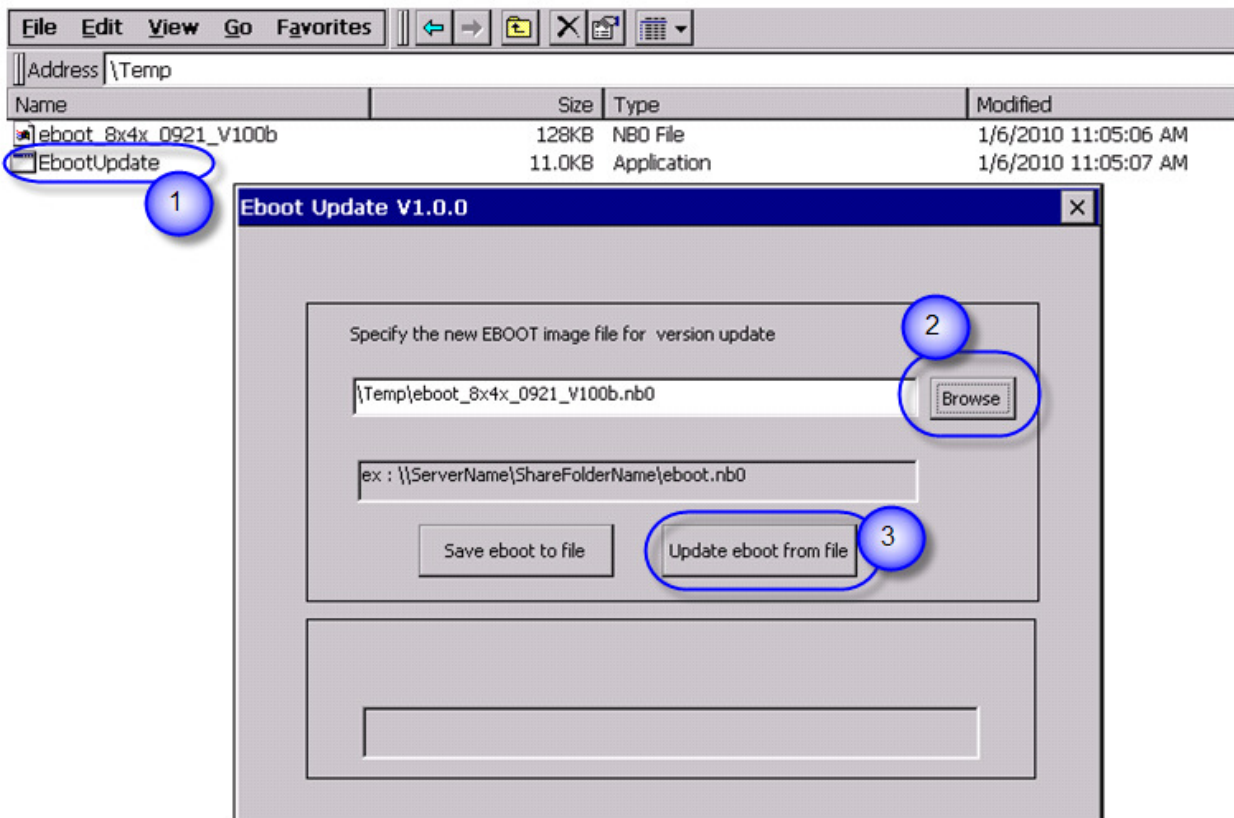 File Edit View Go Favorites
Address \Temp
Name Size Type Modified
eboot_8x4x_0921_V100b 128KB NB0 File 1/6/2010 11:05:06 AM
EbootUpdate 11.0KB Application 1/6/2010 11:05:07 AM
1
Eboot Update V1.0.0
2
Specify the new EBOOT image file for version update
\Temp\eboot_8x4x_0921_V100b.nb0
Browse
ex : \\ServerName\ShareFolderName\eboot.nb0
Save eboot to file
Update eboot from file
3